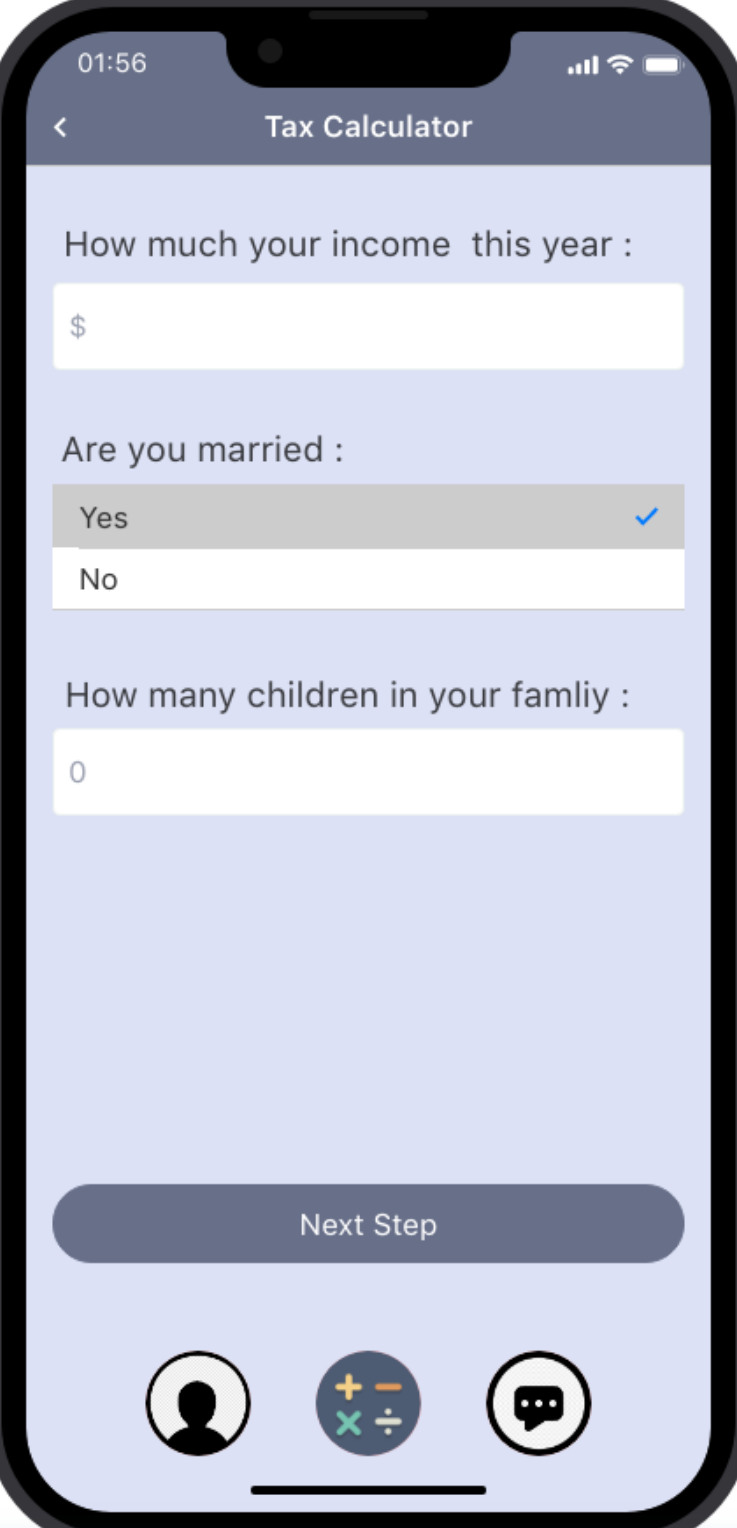 01:56
Tax Calculator
How much your income  this year :
$
Are you married :
Yes
No
How many children in your famliy :
0
Next Step